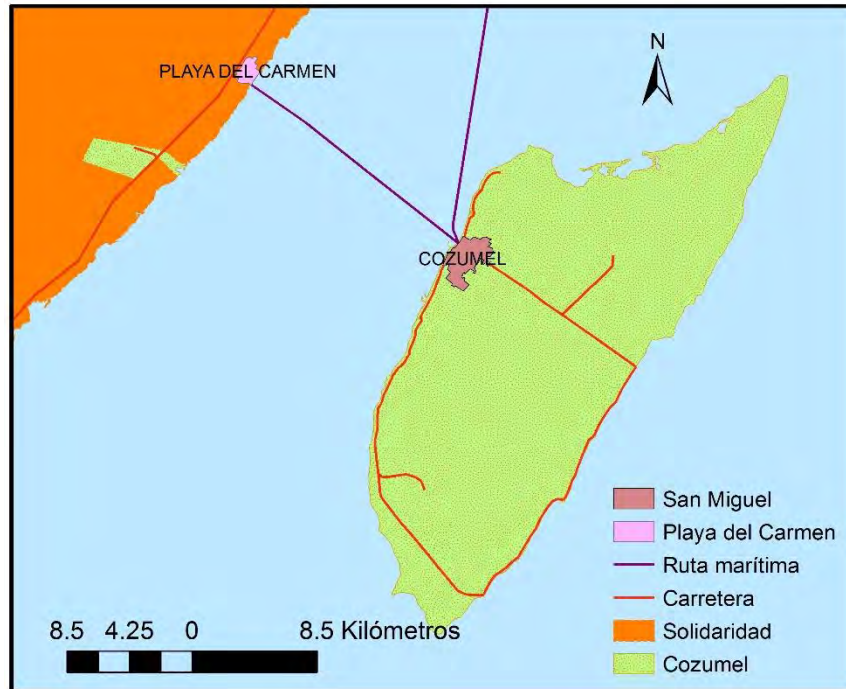 PLAYA DEL CARMEN
N
COZUMEL
San Miguel
Playa del Carmen
Ruta marítima
Carretera
Solidaridad
Cozumel
8.5 4.25 0 8.5 Kilómetros